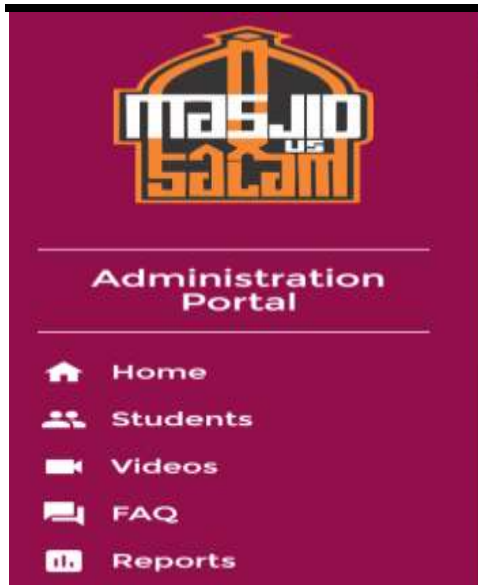 MASJID
US
SALAM
Administration
Portal
Home
Students
Videos
FAQ
Reports